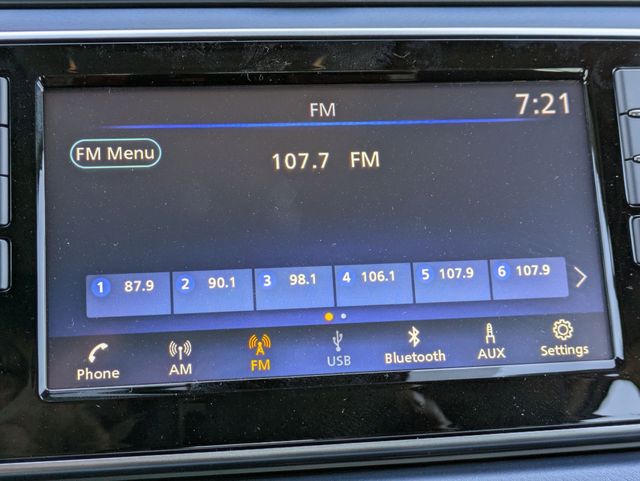 FM 7:21
FM Menu 107.7 FM
1 87.9 2 90.1 3 98.1 4 106.1 5 107.9 6 107.9
Phone AM FM USB Bluetooth AUX Settings